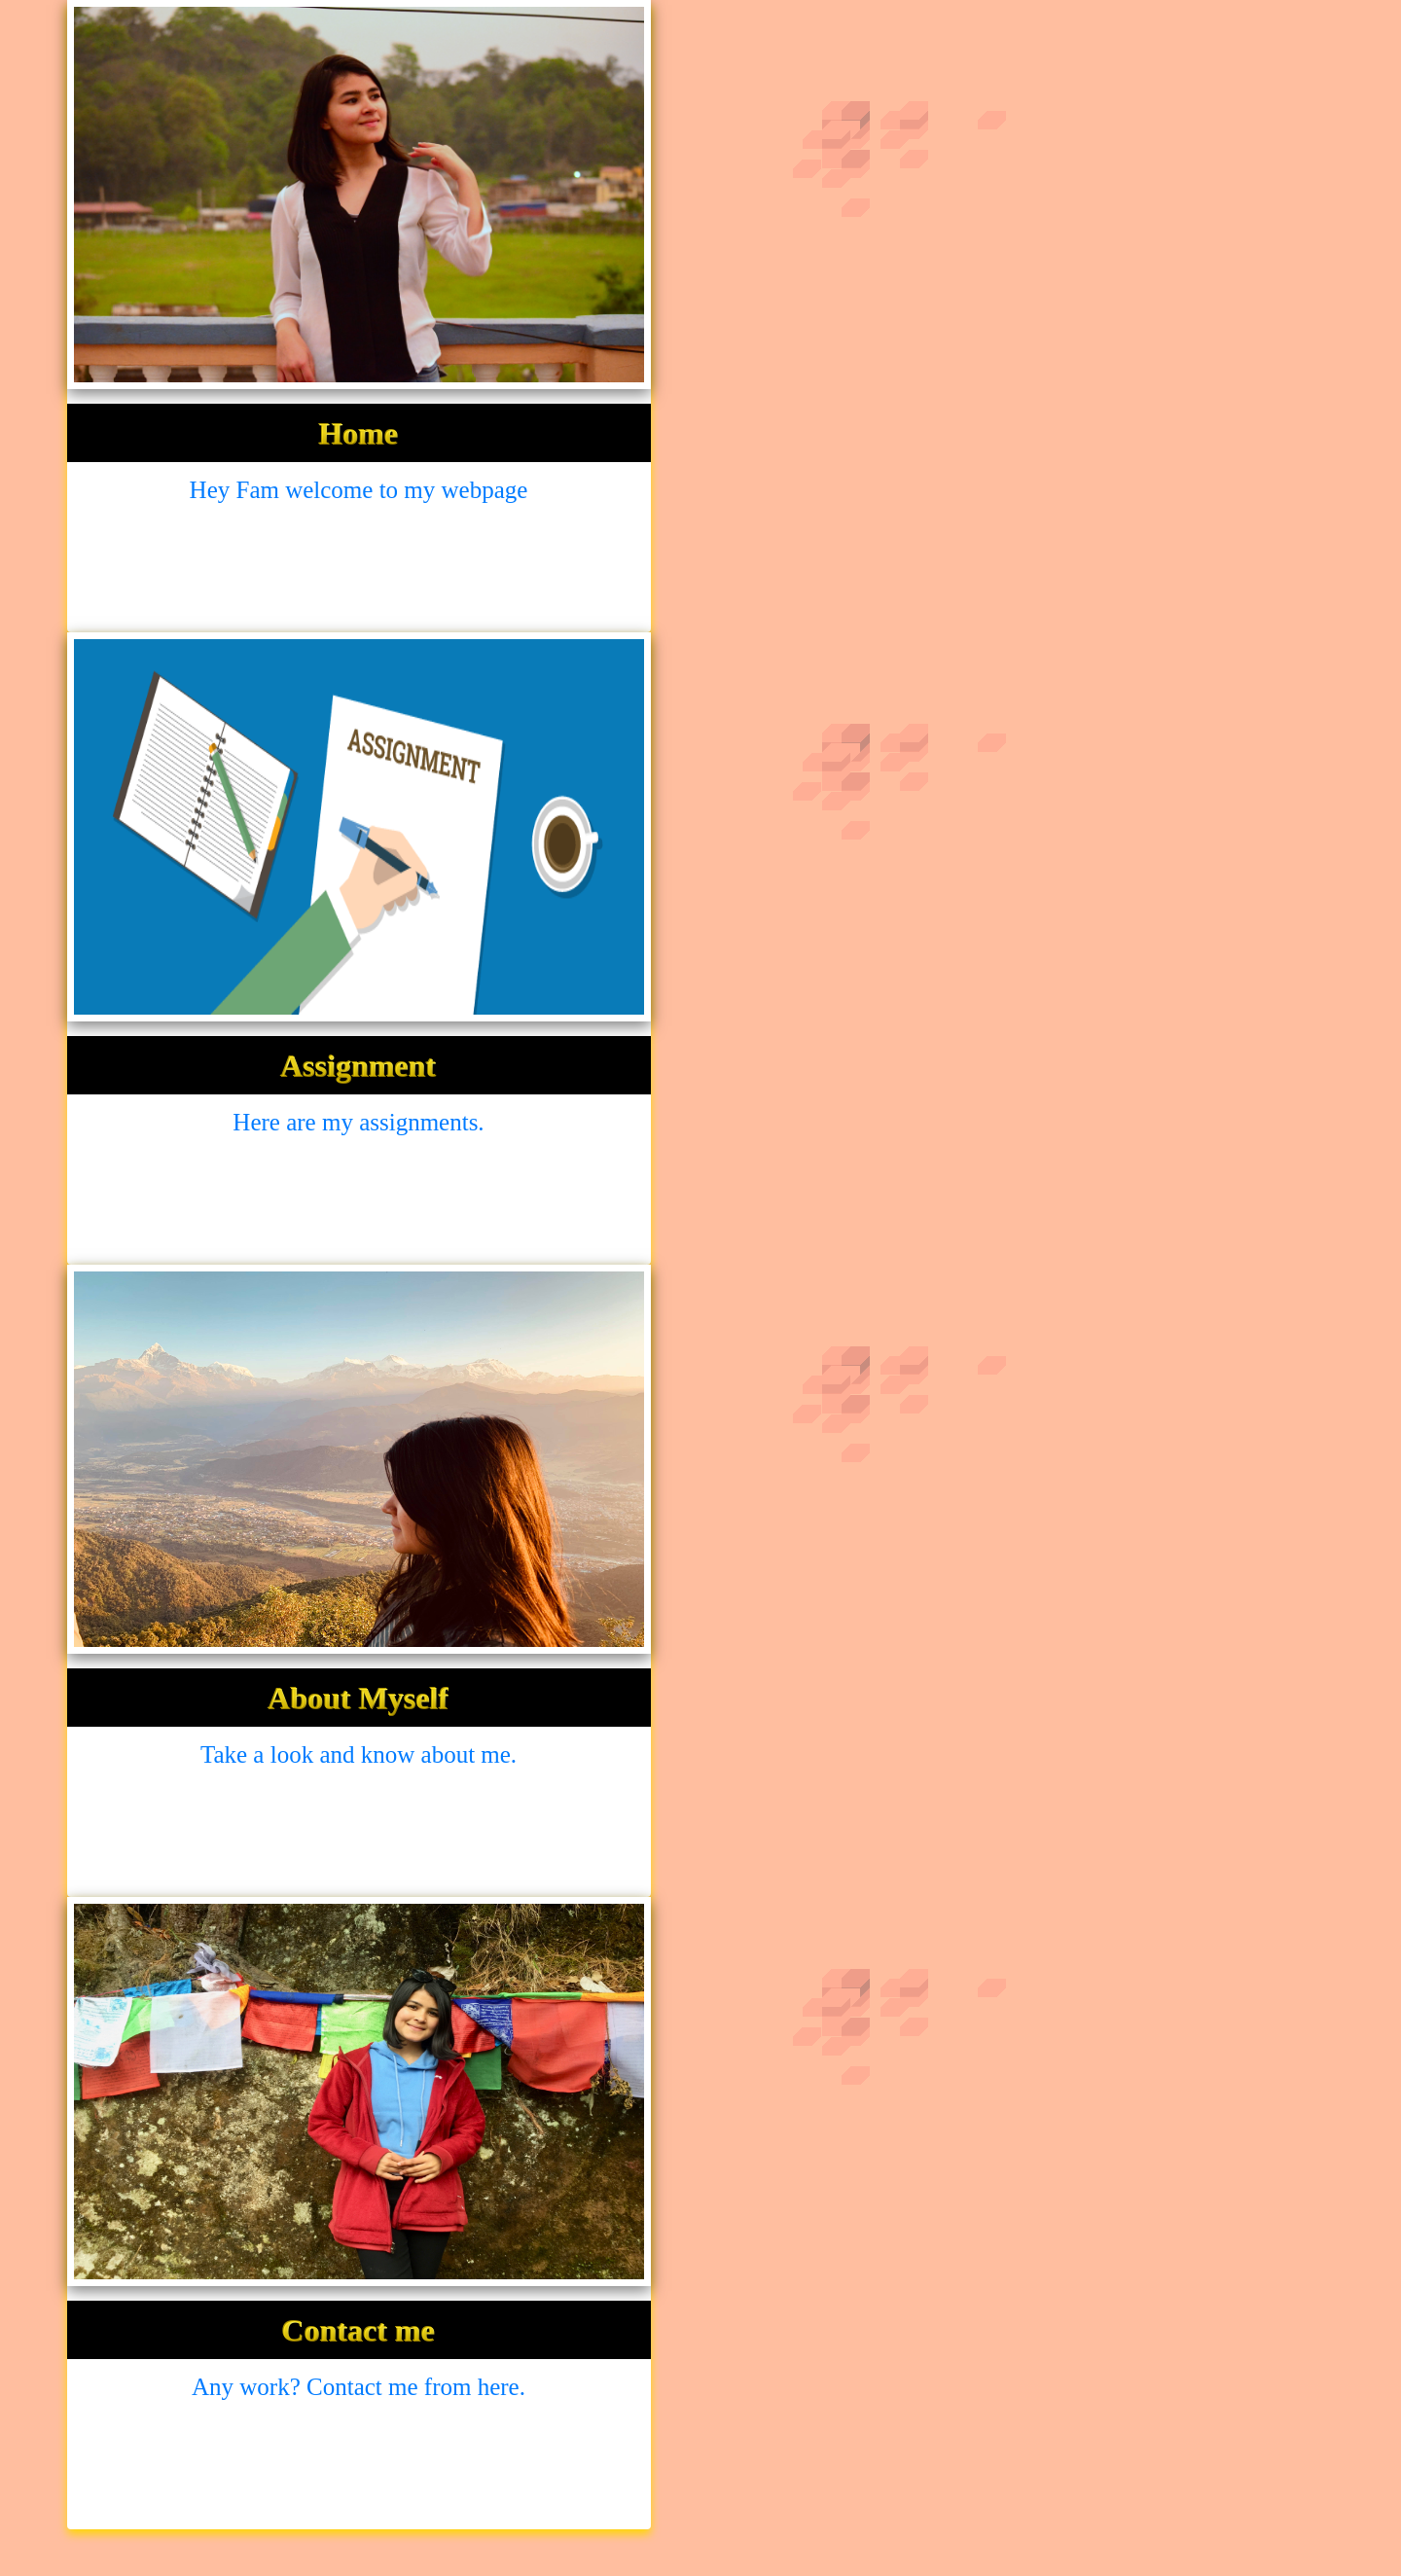 Home
Hey Fam welcome to my webpage
ASSIGNMENT
Assignment
Here are my assignments.
About Myself
Take a look and know about me.
Contact me
Any work? Contact me from here.